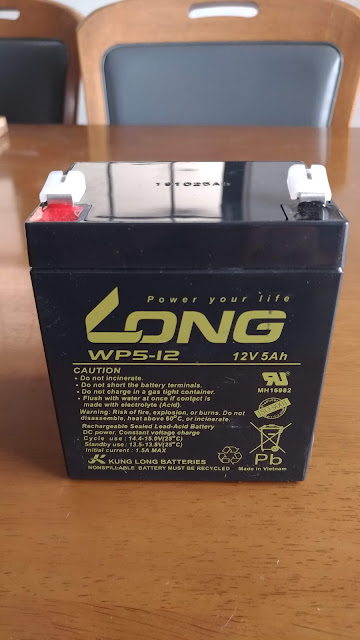 Power your life
LONG
WP5-12 12V 5Ah
CAUTION
• Do not incinerate.
• Do not short the battery terminals.
• Do not charge in a gas tight container.
• Flush with water at once if contact is
made with electrolyte (Acid).
MH16982
Warning: Risk of fire, explosion, or burns. Do not
disassemble, heat above 60°C, or incinerate.
Rechargeable Sealed Lead-Acid Battery
DC power, Constant voltage charge
Cycle use : 14.4-15.0V(25°C)
Standby use : 13.5-13.8V(25°C)
Initial current : 1.5A MAX
KUNG LONG BATTERIES
NONSPILLABLE BATTERY MUST BE RECYCLED
Pb
Made in Vietnam